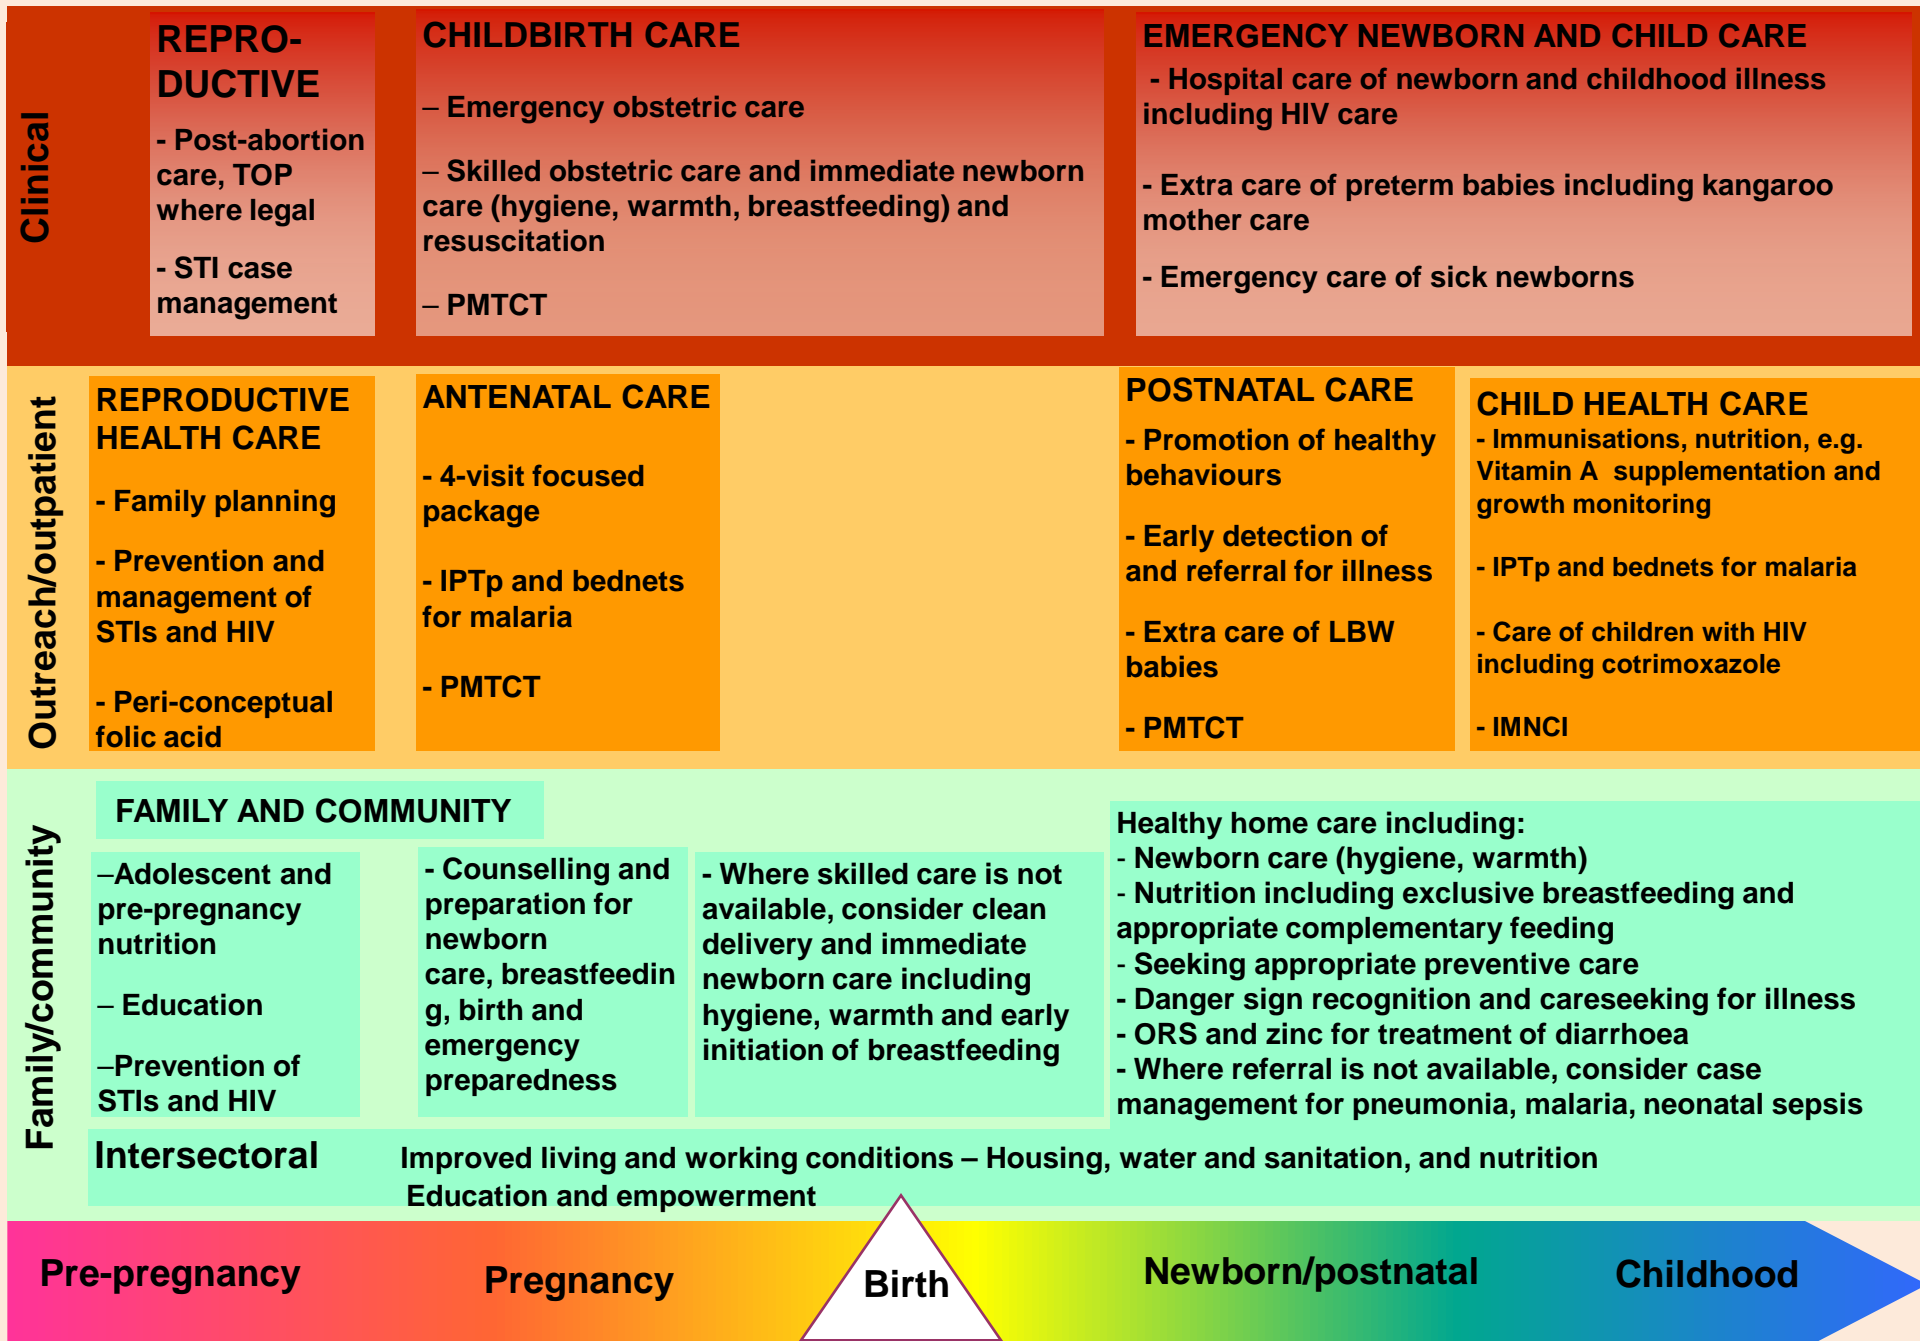 Clinical
REPRO-
DUCTIVE
- Post-abortion
care, TOP
where legal
- STI case
management
CHILDBIRTH CARE
– Emergency obstetric care
– Skilled obstetric care and immediate newborn
care (hygiene, warmth, breastfeeding) and
resuscitation
– PMTCT
EMERGENCY NEWBORN AND CHILD CARE
- Hospital care of newborn and childhood illness
including HIV care
- Extra care of preterm babies including kangaroo
mother care
- Emergency care of sick newborns
Outreach/outpatient
REPRODUCTIVE
HEALTH CARE
- Family planning
- Prevention and
management of
STIs and HIV
- Peri-conceptual
folic acid
ANTENATAL CARE
- 4-visit focused
package
- IPTp and bednets
for malaria
- PMTCT
POSTNATAL CARE
- Promotion of healthy
behaviours
- Early detection of
and referral for illness
- Extra care of LBW
babies
- PMTCT
CHILD HEALTH CARE
- Immunisations, nutrition, e.g.
Vitamin A supplementation and
growth monitoring
- IPTp and bednets for malaria
- Care of children with HIV
including cotrimoxazole
- IMNCI
Family/community
FAMILY AND COMMUNITY
–Adolescent and
pre-pregnancy
nutrition
– Education
–Prevention of
STIs and HIV
- Counselling and
preparation for
newborn
care, breastfeedin
g, birth and
emergency
preparedness
- Where skilled care is not
available, consider clean
delivery and immediate
newborn care including
hygiene, warmth and early
initiation of breastfeeding
Healthy home care including:
- Newborn care (hygiene, warmth)
- Nutrition including exclusive breastfeeding and
appropriate complementary feeding
- Seeking appropriate preventive care
- Danger sign recognition and careseeking for illness
- ORS and zinc for treatment of diarrhoea
- Where referral is not available, consider case
management for pneumonia, malaria, neonatal sepsis
Intersectoral
Improved living and working conditions – Housing, water and sanitation, and nutrition
Education and empowerment
Pre-pregnancy
Pregnancy
Birth
Newborn/postnatal
Childhood